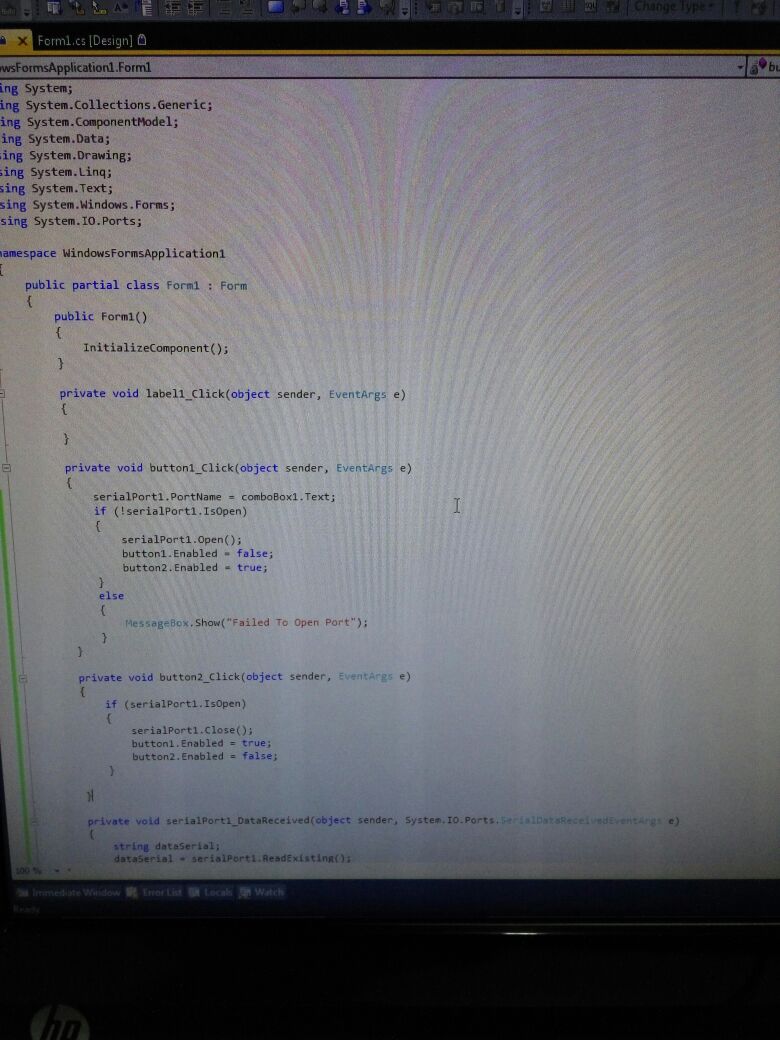 Change Type
Form1.cs [Design]
wsFormsApplication1.Form1
bu
ing System;
ing System.Collections.Generic;
ing System.ComponentModel;
ing System.Data;
sing System.Drawing;
sing System.Linq;
sing System.Text;
sing System.Windows.Forms;
sing System.IO.Ports;
namespace WindowsFormsApplication1
{
public partial class Form1 : Form
{
public Form1()
{
InitializeComponent();
}
private void label1_Click(object sender, EventArgs e)
{
}
private void button1_Click(object sender, EventArgs e)
{
serialPort1.PortName = comboBox1.Text;
if (!serialPort1.IsOpen)
{
serialPort1.Open();
button1.Enabled = false;
button2.Enabled = true;
}
else
{
MessageBox.Show("Failed To Open Port");
}
}
private void button2_Click(object sender, EventArgs e)
{
if (serialPort1.IsOpen)
{
serialPort1.Close();
button1.Enabled = true;
button2.Enabled = false;
}
}
private void serialPort1_DataReceived(object sender, System.IO.Ports.SerialDataReceivedEventArgs e)
{
string dataSerial;
dataSerial = serialPort1.ReadExisting();
100 %
Immediate Window Error List Locals Watch
Ready
hp